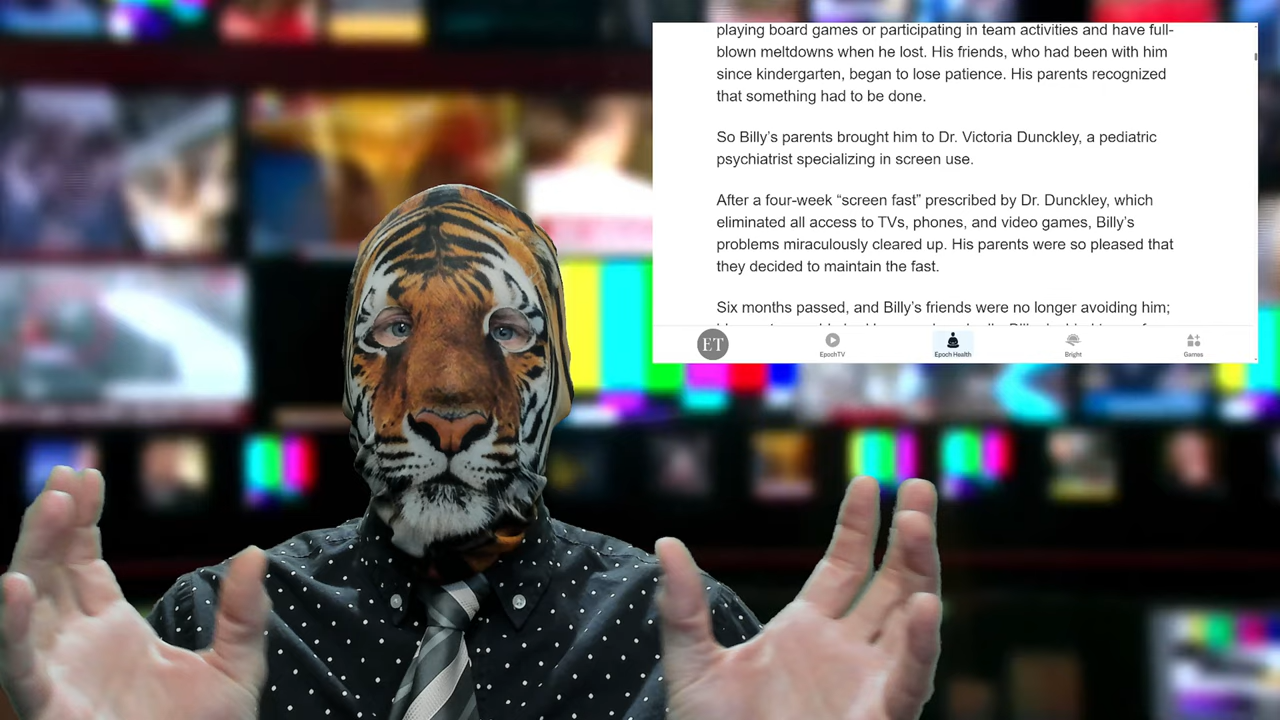 playing board games or participating in team activities and have full-
blown meltdowns when he lost. His friends, who had been with him
since kindergarten, began to lose patience. His parents recognized
that something had to be done.
So Billy’s parents brought him to Dr. Victoria Dunckley, a pediatric
psychiatrist specializing in screen use.
After a four-week “screen fast” prescribed by Dr. Dunckley, which
eliminated all access to TVs, phones, and video games, Billy’s
problems miraculously cleared up. His parents were so pleased that
they decided to maintain the fast.
Six months passed, and Billy’s friends were no longer avoiding him;
ET
EpochTV
Epoch Health
Bright
Games